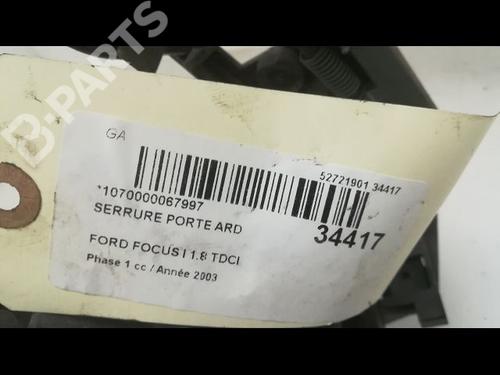 B-PARTS
GA
52721901 34417
*1070000067997
SERRURE PORTE ARD
34417
FORD FOCUS I 1.8 TDCI
Phase 1 cc / Année 2003